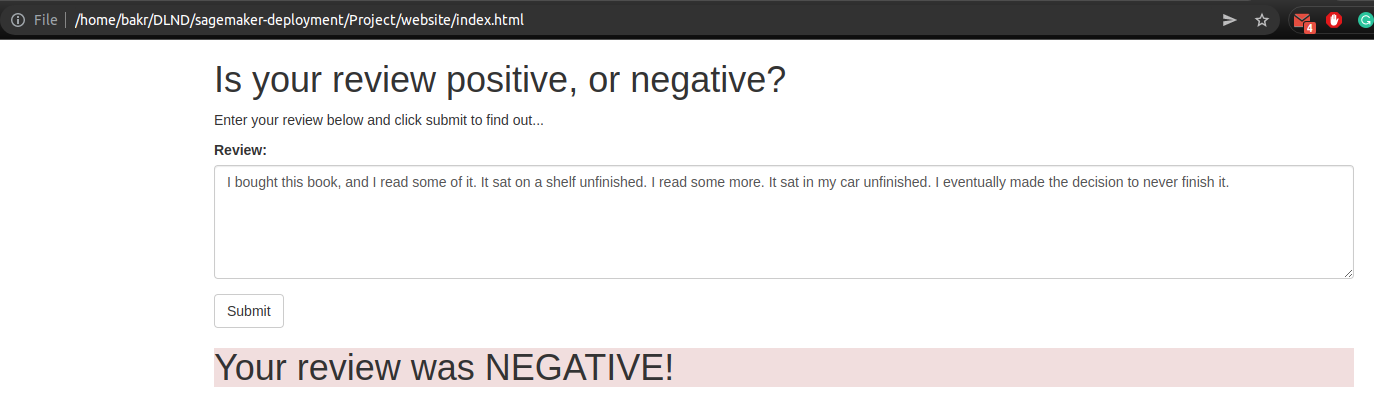 File | /home/bakr/DLND/sagemaker-deployment/Project/website/index.html
4
Is your review positive, or negative?
Enter your review below and click submit to find out...
Review:
I bought this book, and I read some of it. It sat on a shelf unfinished. I read some more. It sat in my car unfinished. I eventually made the decision to never finish it.
Submit
Your review was NEGATIVE!